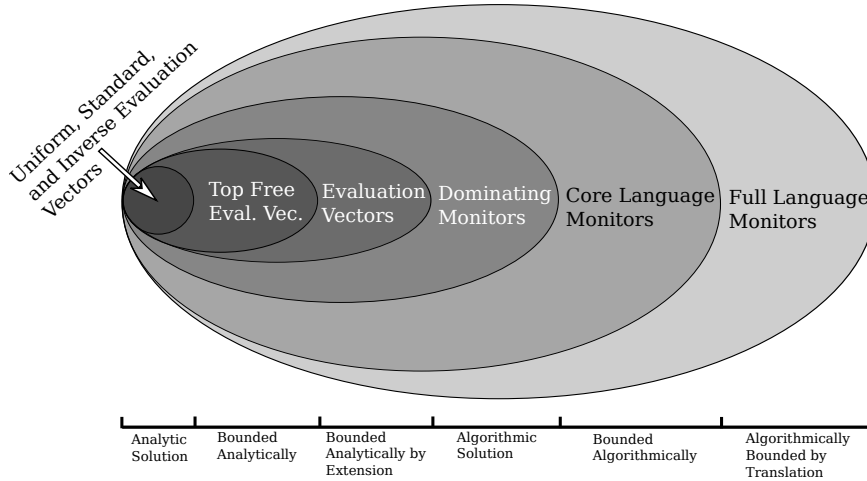 Uniform, Standard,
and Inverse Evaluation
Vectors
Top Free
Eval. Vec.
Evaluation
Vectors
Dominating
Monitors
Core Language
Monitors
Full Language
Monitors
Analytic
Solution
Bounded
Analytically
Bounded
Analytically by
Extension
Algorithmic
Solution
Bounded
Algorithmically
Algorithmically
Bounded by
Translation